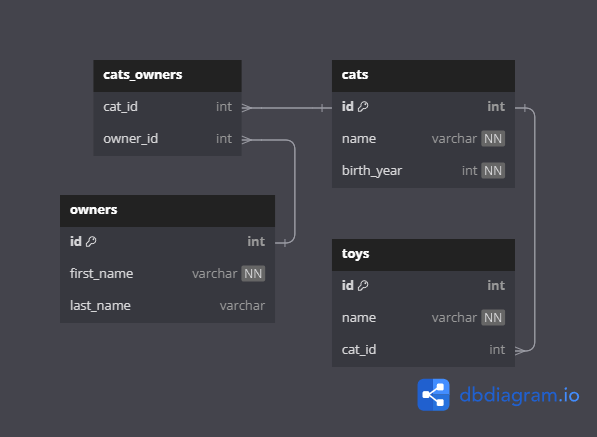 cats_owners
cat_id int
owner_id int
cats
id int
name varchar NN
birth_year int NN
owners
id int
first_name varchar NN
last_name varchar
toys
id int
name varchar NN
cat_id int
dbdiagram.io